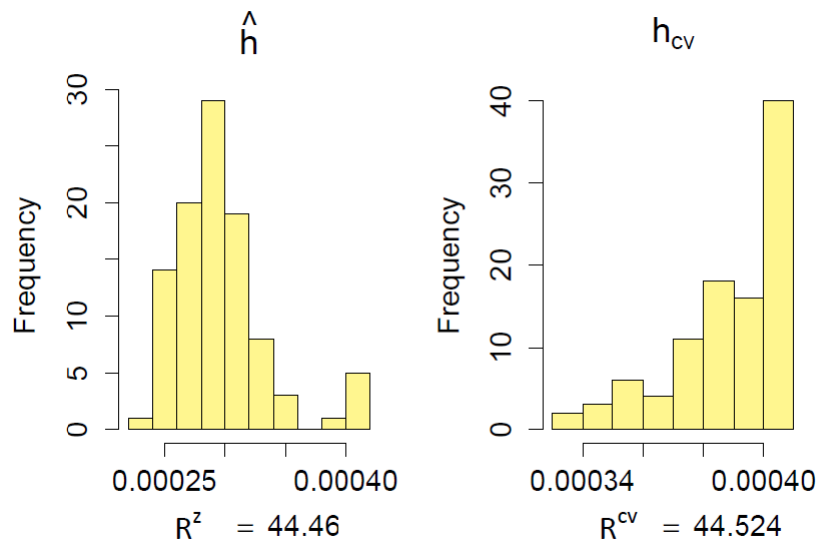 ĥ
Frequency
0 5 10 20 30
0.00025 0.00040
R^z = 44.46
h_cv
Frequency
0 10 20 30 40
0.00034 0.00040
R^cv = 44.524